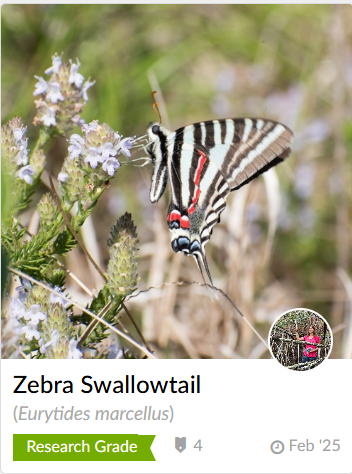 Zebra Swallowtail
(Eurytides marcellus)
Research Grade 4 Feb '25